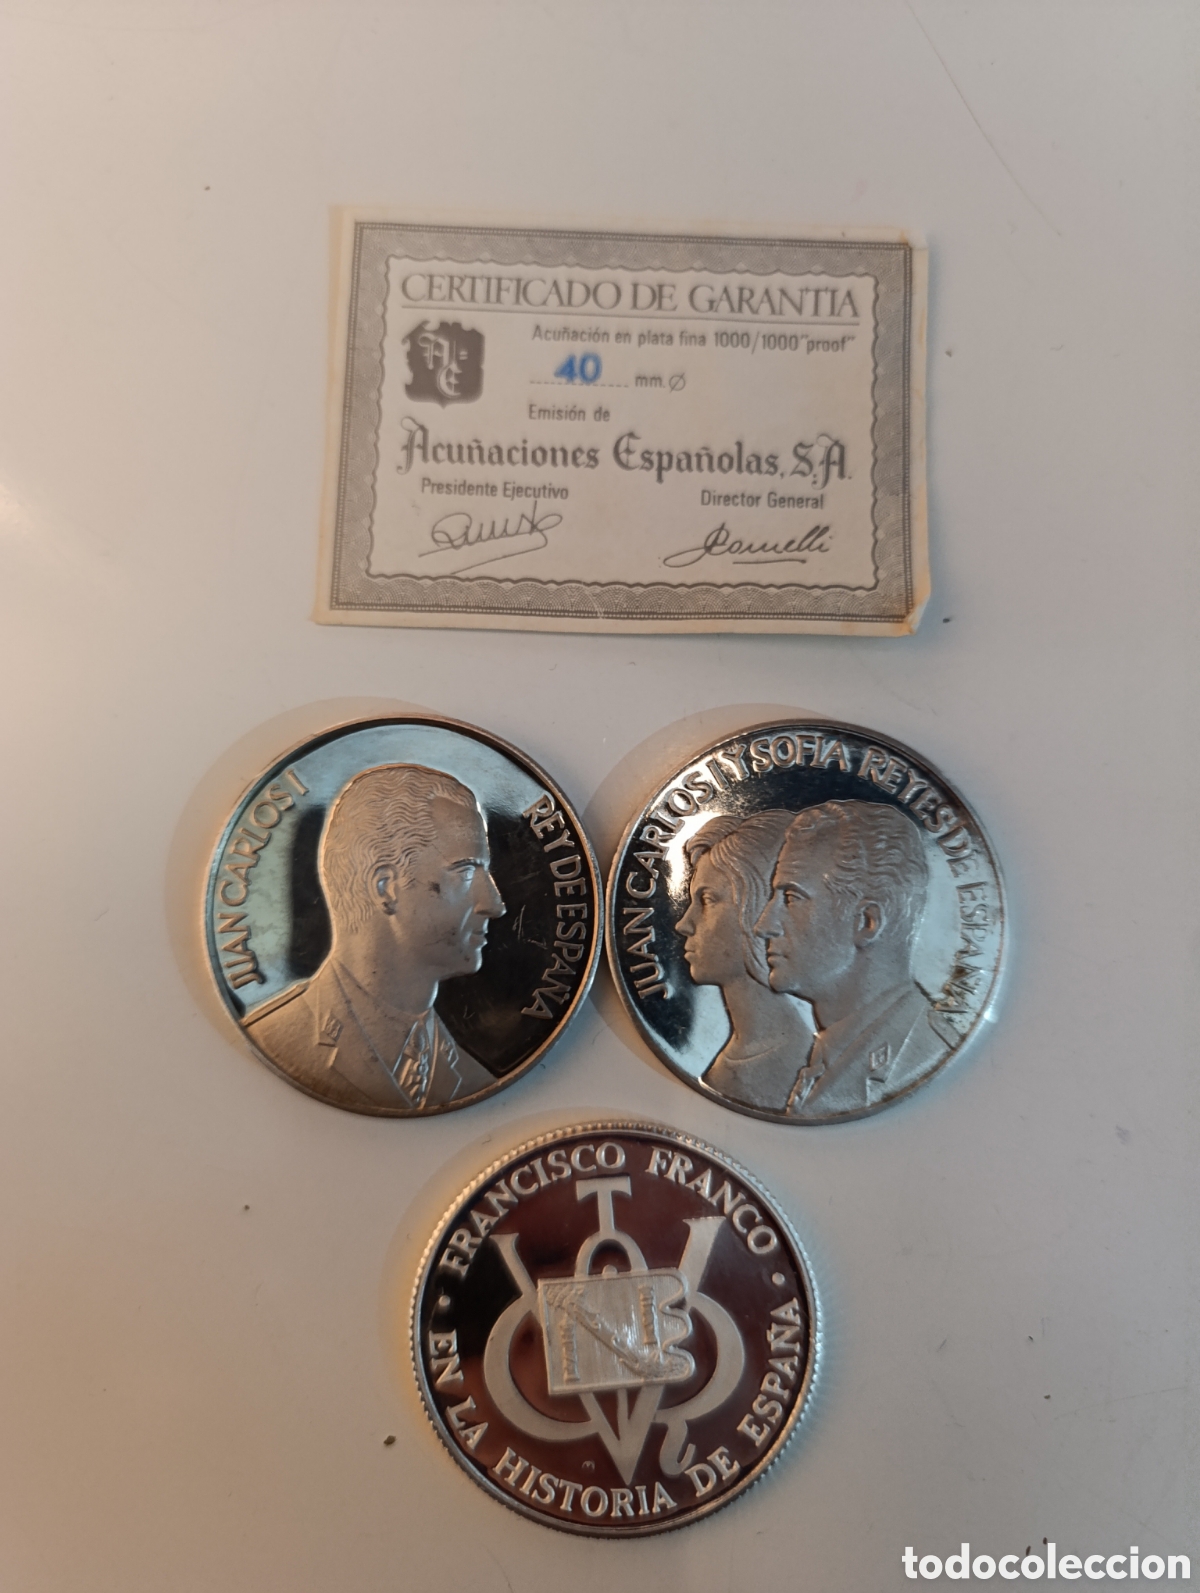 CERTIFICADO DE GARANTIA
Acuñación en plata fina 1000/1000 "proof"
A E
40 mm. Ø
Emisión de
Acuñaciones Españolas, S.A.
Presidente Ejecutivo
Director General
JUAN CARLOS I
REY DE ESPAÑA
JUAN CARLOS I Y SOFIA REYES DE ESPAÑA
· FRANCISCO FRANCO ·
EN LA HISTORIA DE ESPAÑA
todocoleccion